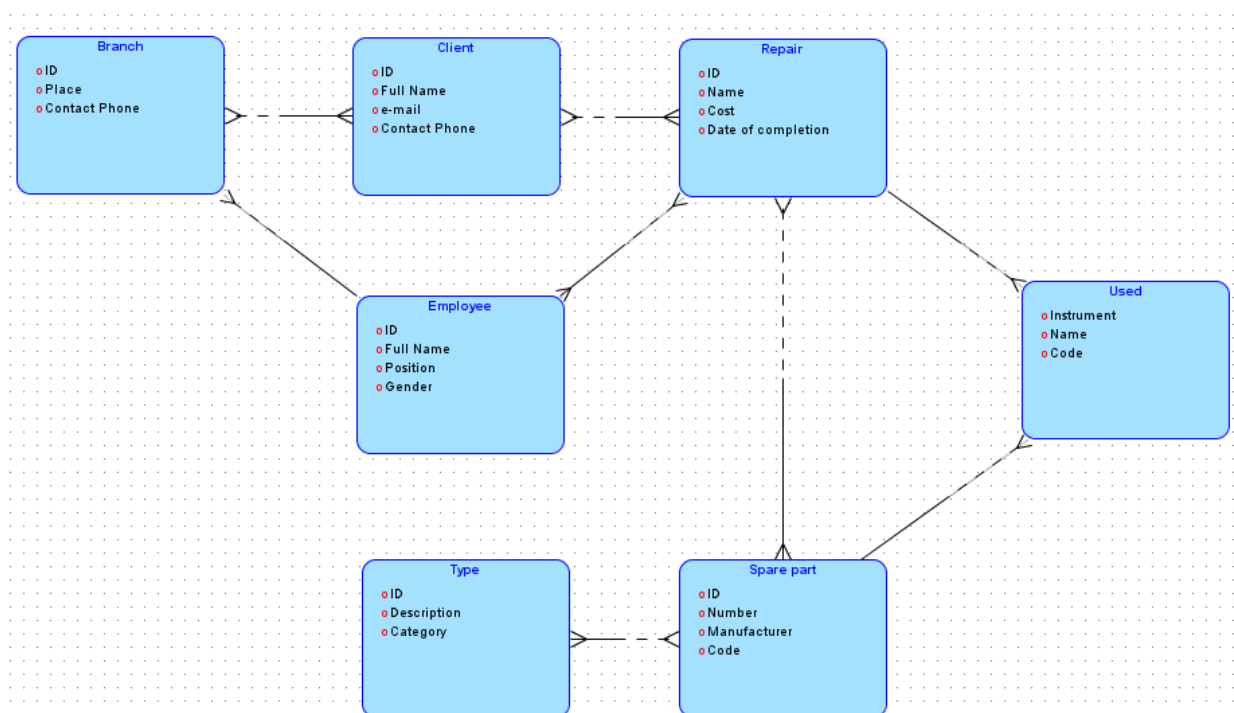 Branch
ID
Place
Contact Phone
Client
ID
Full Name
e-mail
Contact Phone
Repair
ID
Name
Cost
Date of completion
Employee
ID
Full Name
Position
Gender
Used
Instrument
Name
Code
Type
ID
Description
Category
Spare part
ID
Number
Manufacturer
Code